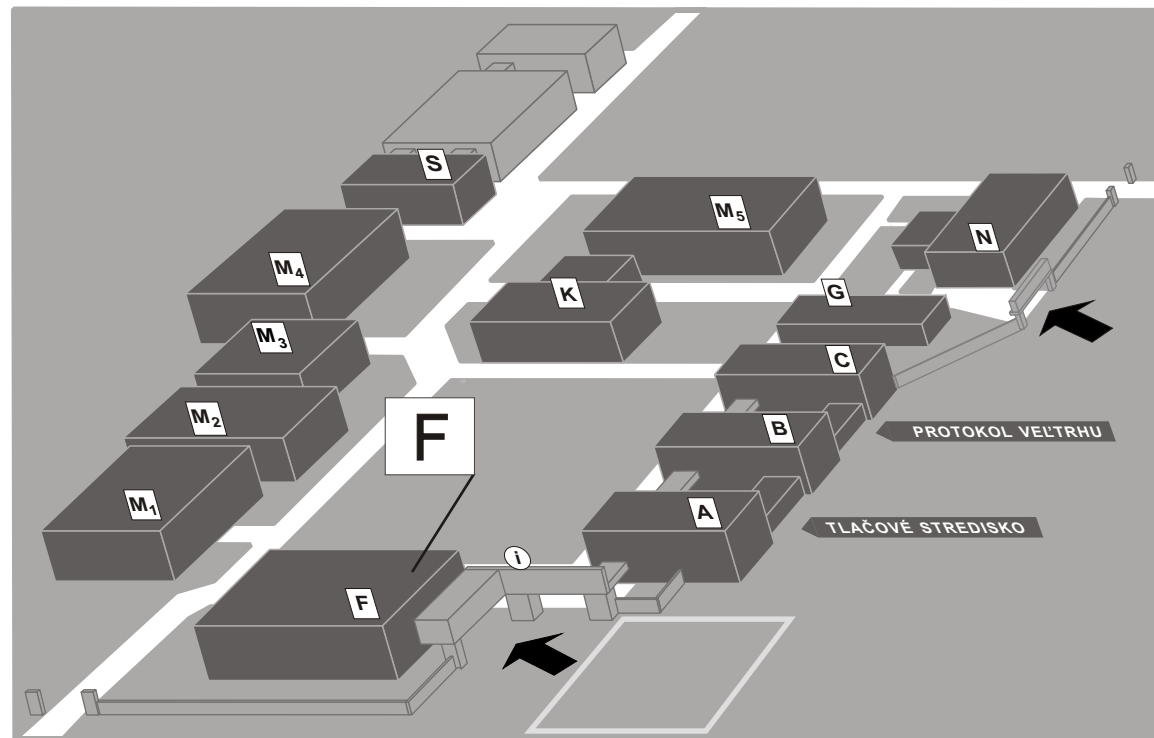 S
M5
N
M4
G
K
M3
C
F
M2
B
PROTOKOL VEĽTRHU
M1
A
TLAČOVÉ STREDISKO
i
F